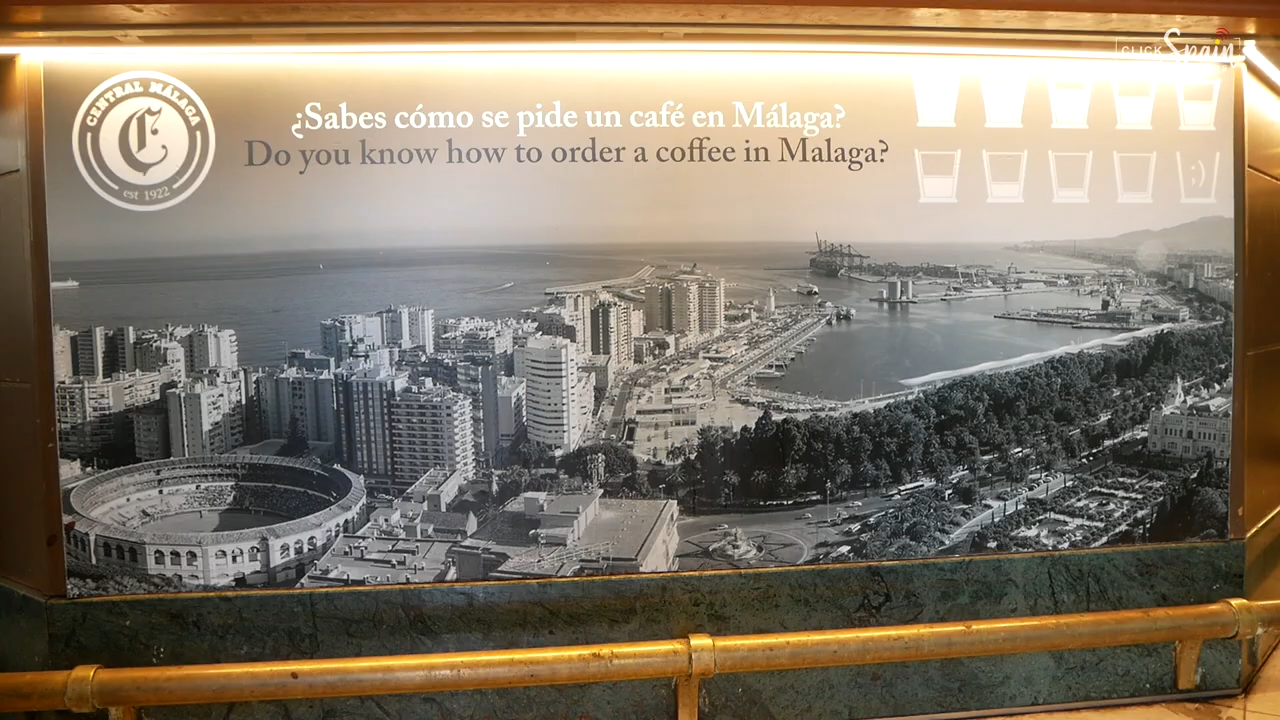 CLICK Spain
CENTRAL MÁLAGA
C
est 1922
¿Sabes cómo se pide un café en Málaga?
Do you know how to order a coffee in Malaga?
;)